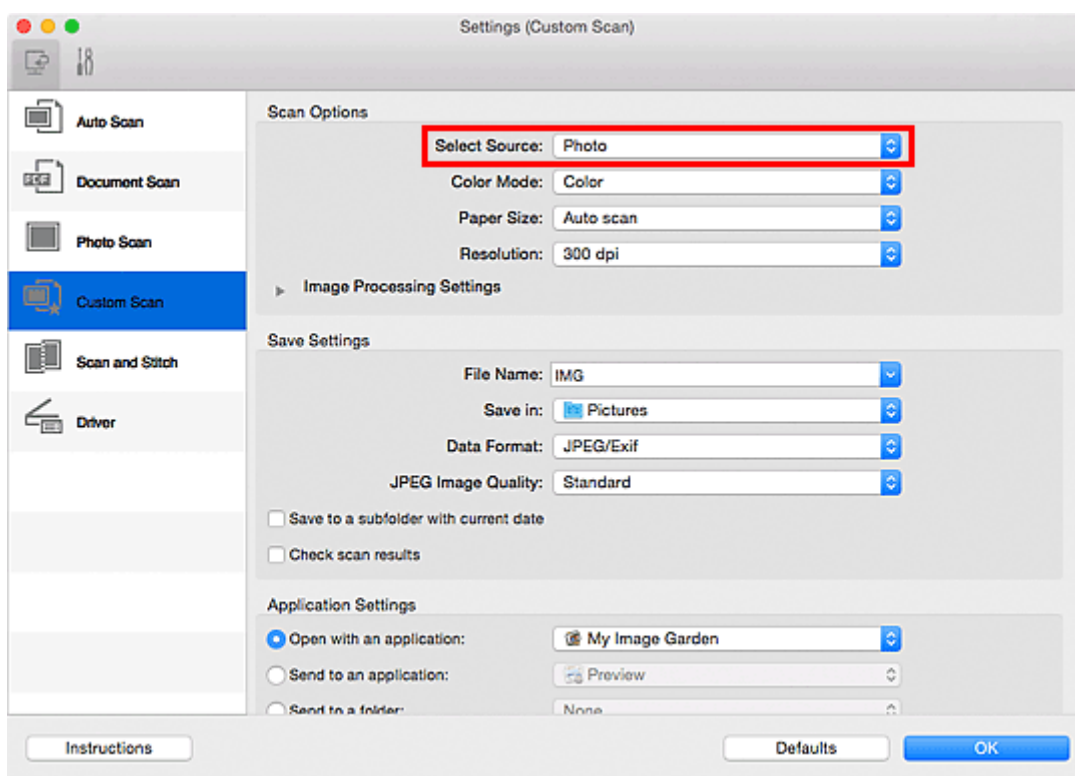 Settings (Custom Scan)
Auto Scan
Document Scan
Photo Scan
Custom Scan
Scan and Stitch
Driver
Scan Options
Select Source: Photo
Color Mode: Color
Paper Size: Auto scan
Resolution: 300 dpi
Image Processing Settings
Save Settings
File Name: IMG
Save in: Pictures
Data Format: JPEG/Exif
JPEG Image Quality: Standard
Save to a subfolder with current date
Check scan results
Application Settings
Open with an application: My Image Garden
Send to an application: Preview
Send to a folder: None
Instructions
Defaults
OK